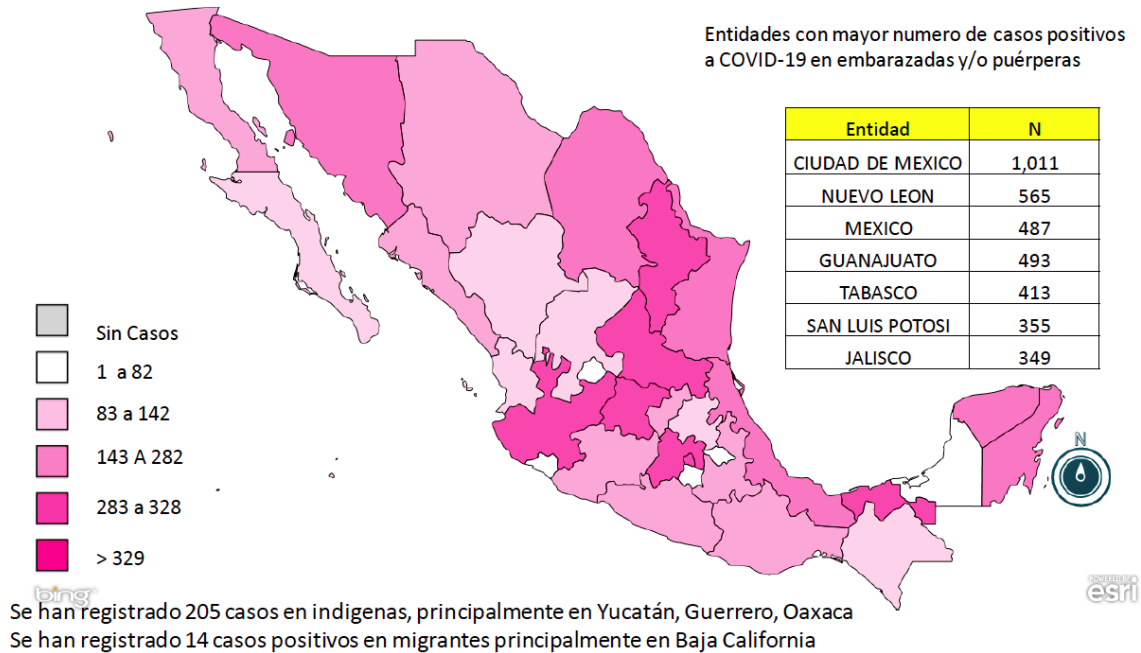 Entidades con mayor numero de casos positivos
a COVID-19 en embarazadas y/o puérperas
Entidad N
CIUDAD DE MEXICO 1,011
NUEVO LEON 565
MEXICO 487
GUANAJUATO 493
TABASCO 413
SAN LUIS POTOSI 355
JALISCO 349
Sin Casos
1 a 82
83 a 142
143 A 282
283 a 328
> 329
N
bing
POWERED BY
esri
Se han registrado 205 casos en indigenas, principalmente en Yucatán, Guerrero, Oaxaca
Se han registrado 14 casos positivos en migrantes principalmente en Baja California